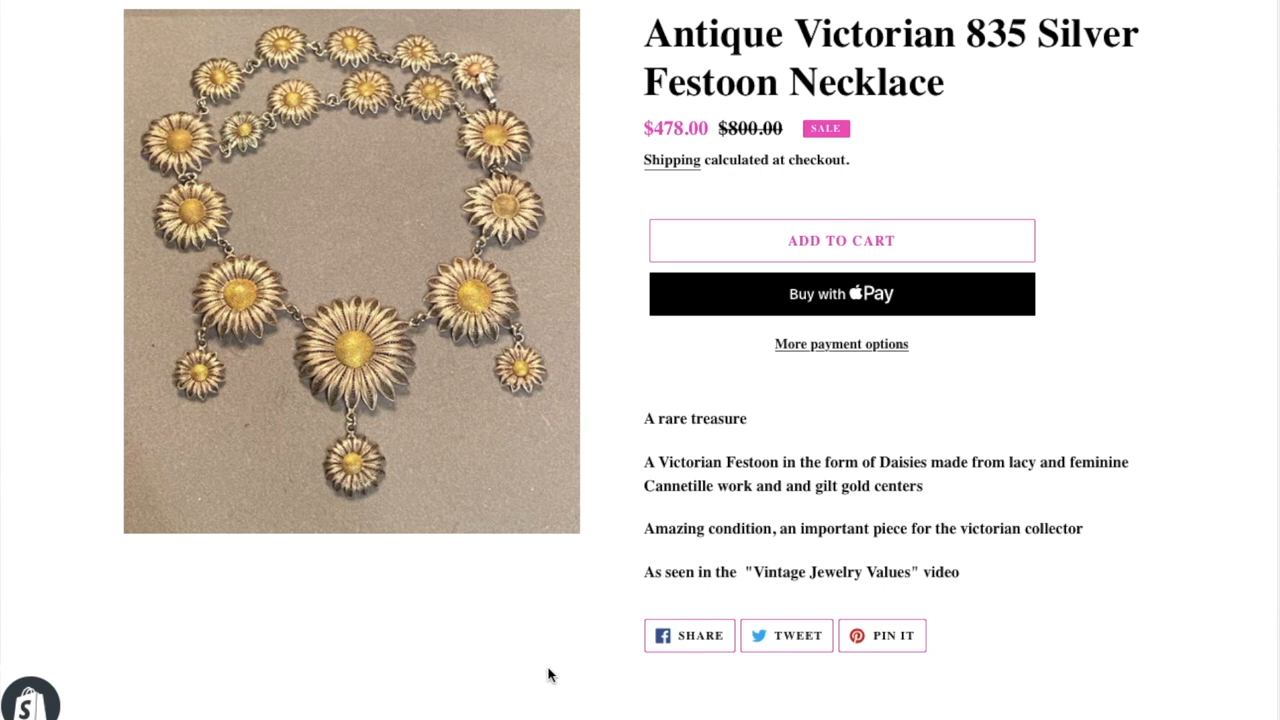 Antique Victorian 835 Silver
Festoon Necklace
$478.00 $800.00 SALE
Shipping calculated at checkout.
ADD TO CART
Buy with Pay
More payment options
A rare treasure
A Victorian Festoon in the form of Daisies made from lacy and feminine
Cannetille work and and gilt gold centers
Amazing condition, an important piece for the victorian collector
As seen in the "Vintage Jewelry Values" video
SHARE TWEET PIN IT